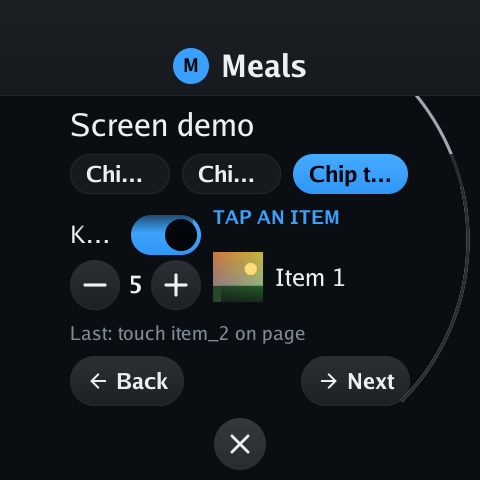 M Meals
Screen demo
Chi... Chi... Chip t...
K...
TAP AN ITEM
5
Item 1
Last: touch item_2 on page
Back
Next